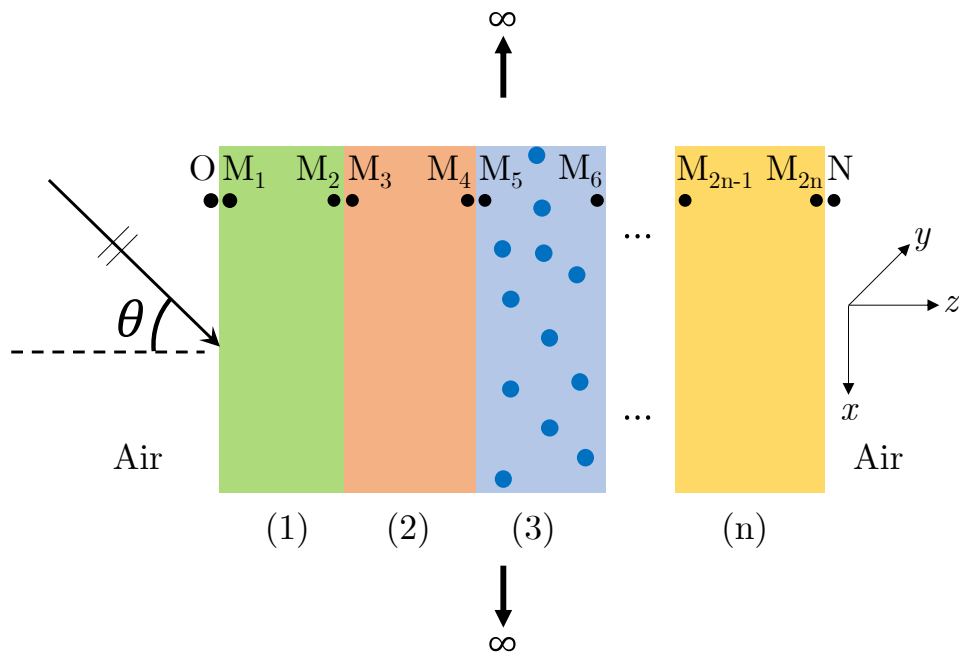 ∞
O M₁ M₂ M₃ M₄ M₅ M₆ M₂ₙ₋₁ M₂ₙ N
...
y
z
θ
x
...
Air Air
(1) (2) (3) (n)
∞